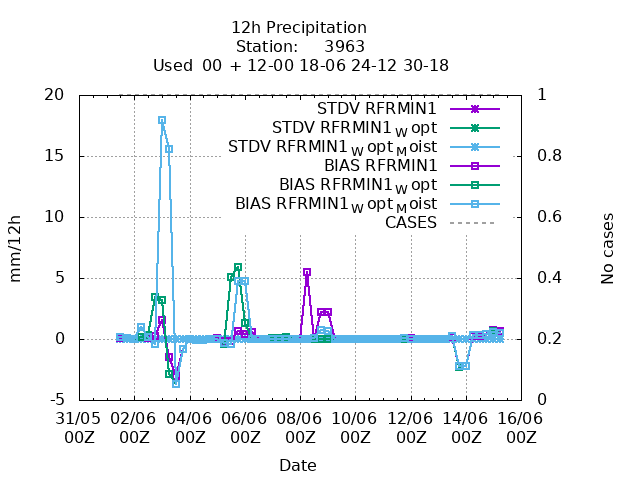 12h Precipitation
Station: 3963
Used 00 + 12-00 18-06 24-12 30-18
20
15
10
5
0
-5
mm/12h
1
0.8
0.6
0.4
0.2
0
No cases
STDV RFRMIN1
STDV RFRMIN1_W opt
STDV RFRMIN1_W opt_M oist
BIAS RFRMIN1
BIAS RFRMIN1_W opt
BIAS RFRMIN1_W opt_M oist
CASES
31/05 02/06 04/06 06/06 08/06 10/06 12/06 14/06 16/06
00Z 00Z 00Z 00Z 00Z 00Z 00Z 00Z 00Z
Date